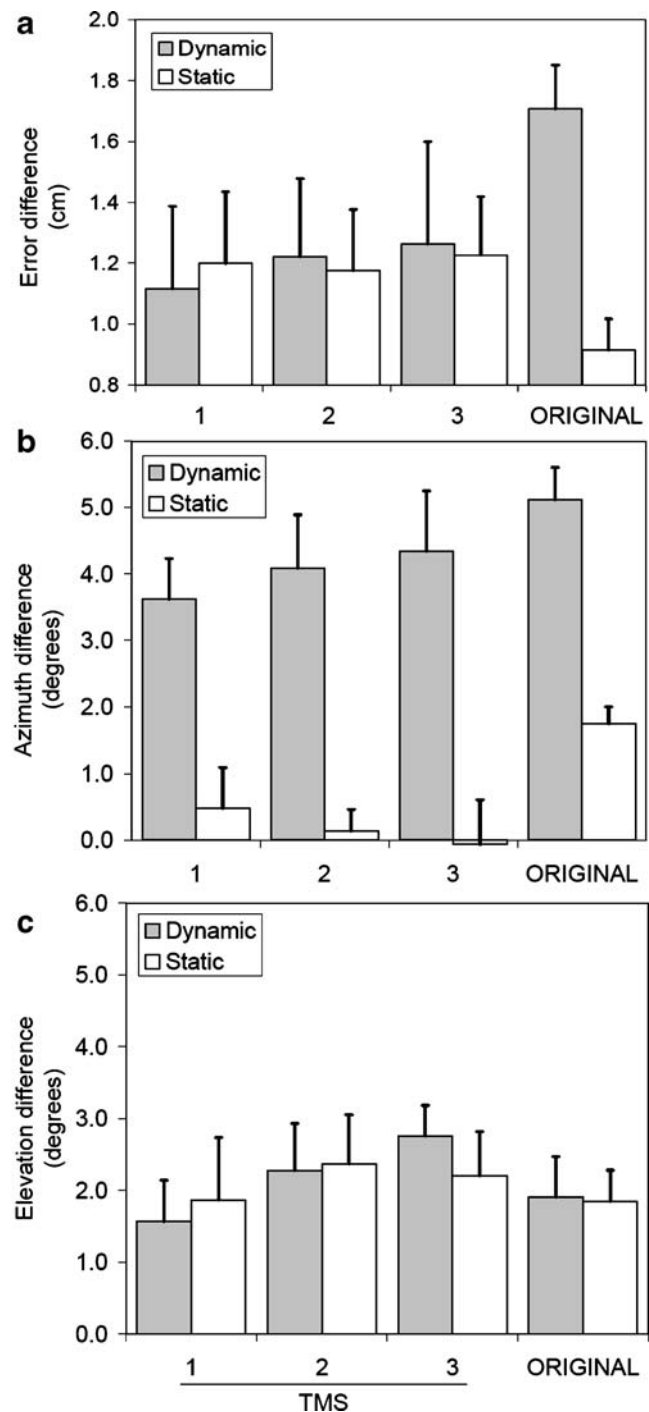 a
Error difference
(cm)
2.0
1.8
1.6
1.4
1.2
1.0
0.8
Dynamic
Static
1 2 3 ORIGINAL
b
Azimuth difference
(degrees)
6.0
5.0
4.0
3.0
2.0
1.0
0.0
Dynamic
Static
1 2 3 ORIGINAL
c
Elevation difference
(degrees)
6.0
5.0
4.0
3.0
2.0
1.0
0.0
Dynamic
Static
1 2 3 ORIGINAL
TMS